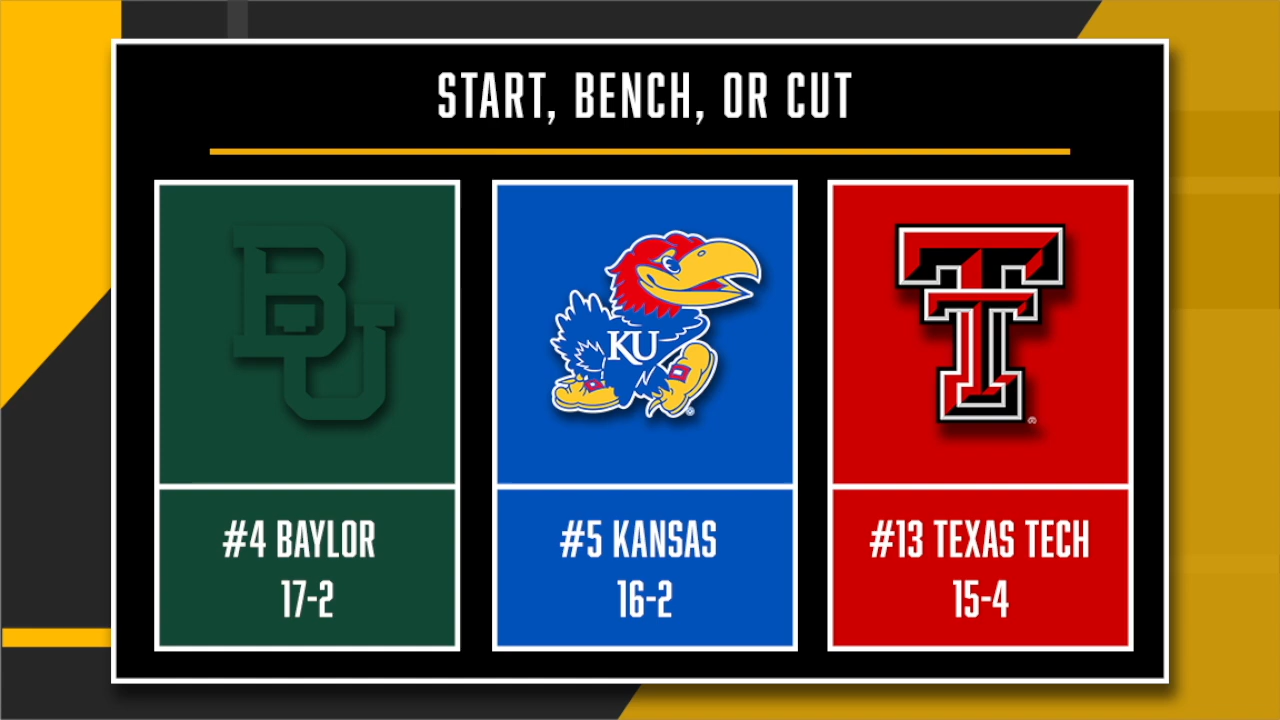 START, BENCH, OR CUT
BU
KU
T
#4 BAYLOR
17-2
#5 KANSAS
16-2
#13 TEXAS TECH
15-4